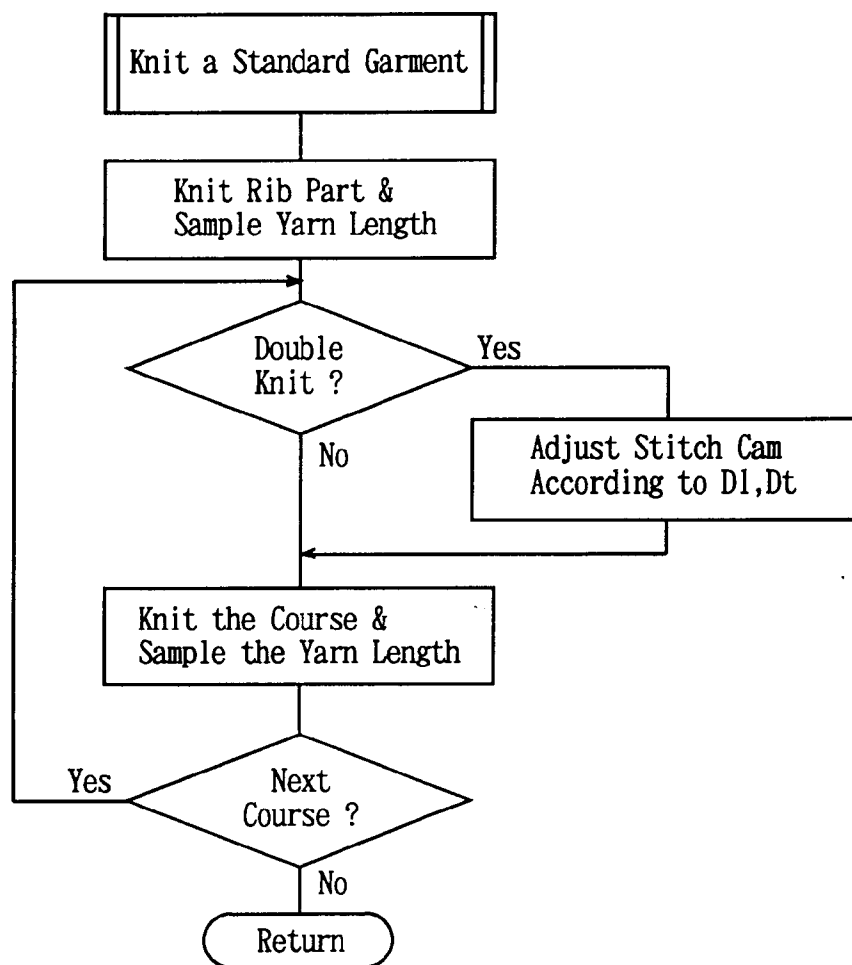 Knit a Standard Garment
Knit Rib Part &
Sample Yarn Length
Double
Knit ?
Yes
No
Adjust Stitch Cam
According to Dl,Dt
Knit the Course &
Sample the Yarn Length
Next
Course ?
Yes
No
Return